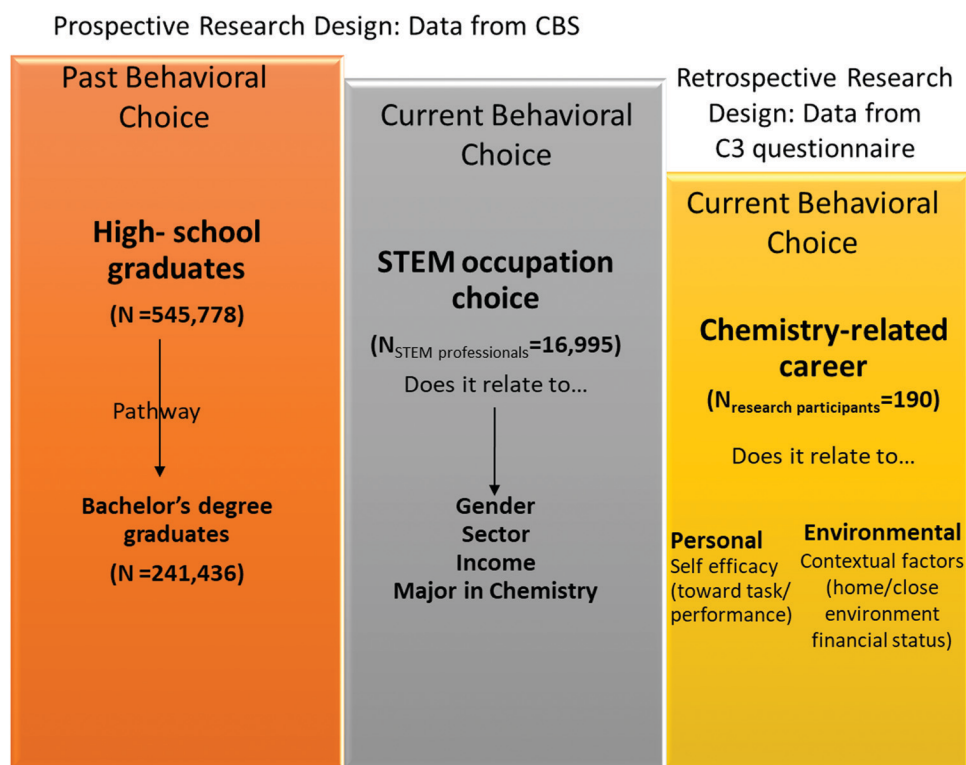 Prospective Research Design: Data from CBS
Past Behavioral
Choice
High- school
graduates
(N =545,778)
Pathway
Bachelor’s degree
graduates
(N =241,436)
Current Behavioral
Choice
STEM occupation
choice
(NSTEM professionals=16,995)
Does it relate to...
Gender
Sector
Income
Major in Chemistry
Retrospective Research
Design: Data from
C3 questionnaire
Current Behavioral
Choice
Chemistry-related
career
(Nresearch participants=190)
Does it relate to...
Personal
Self efficacy
(toward task/
performance)
Environmental
Contextual factors
(home/close
environment
financial status)